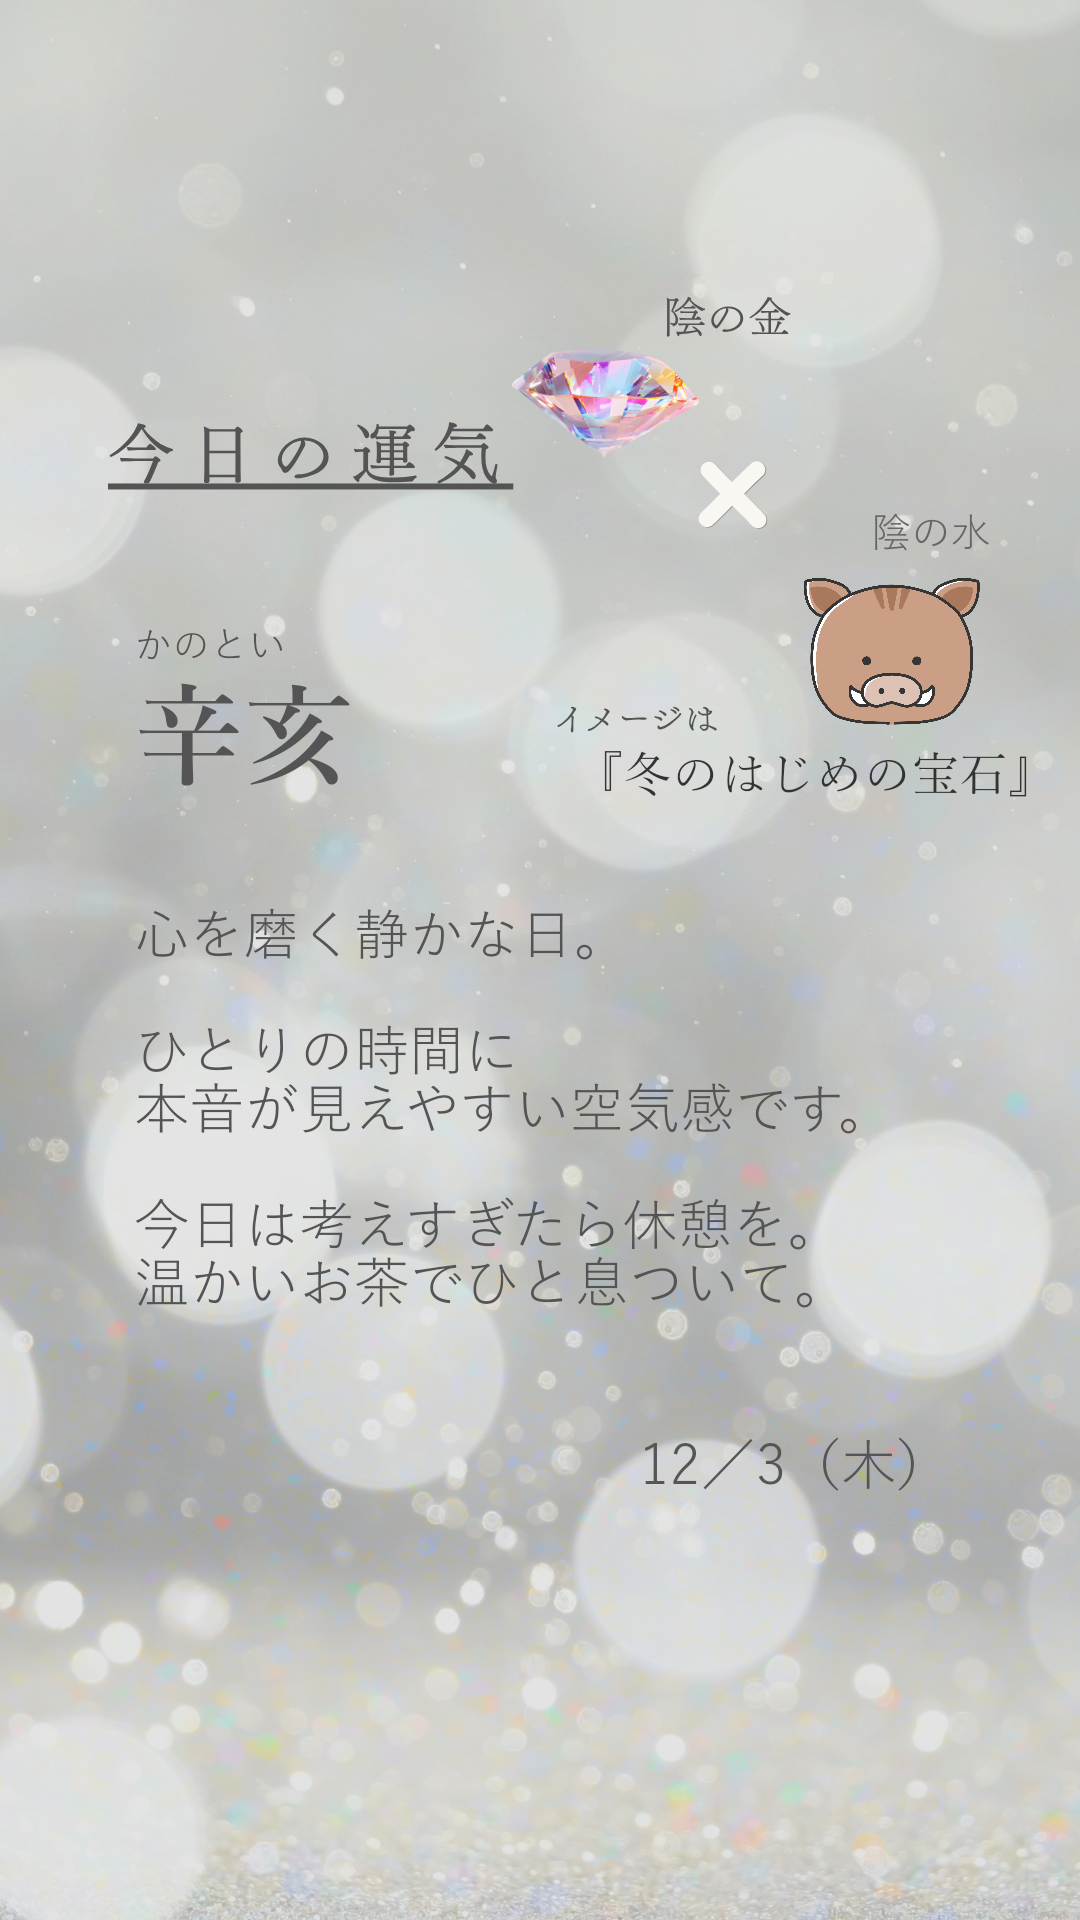 陰の金
今日の運気
陰の水
かのとい
辛亥
イメージは
『冬のはじめの宝石』
心を磨く静かな日。
ひとりの時間に
本音が見えやすい空気感です。
今日は考えすぎたら休憩を。
温かいお茶でひと息ついて。
12／3（木）